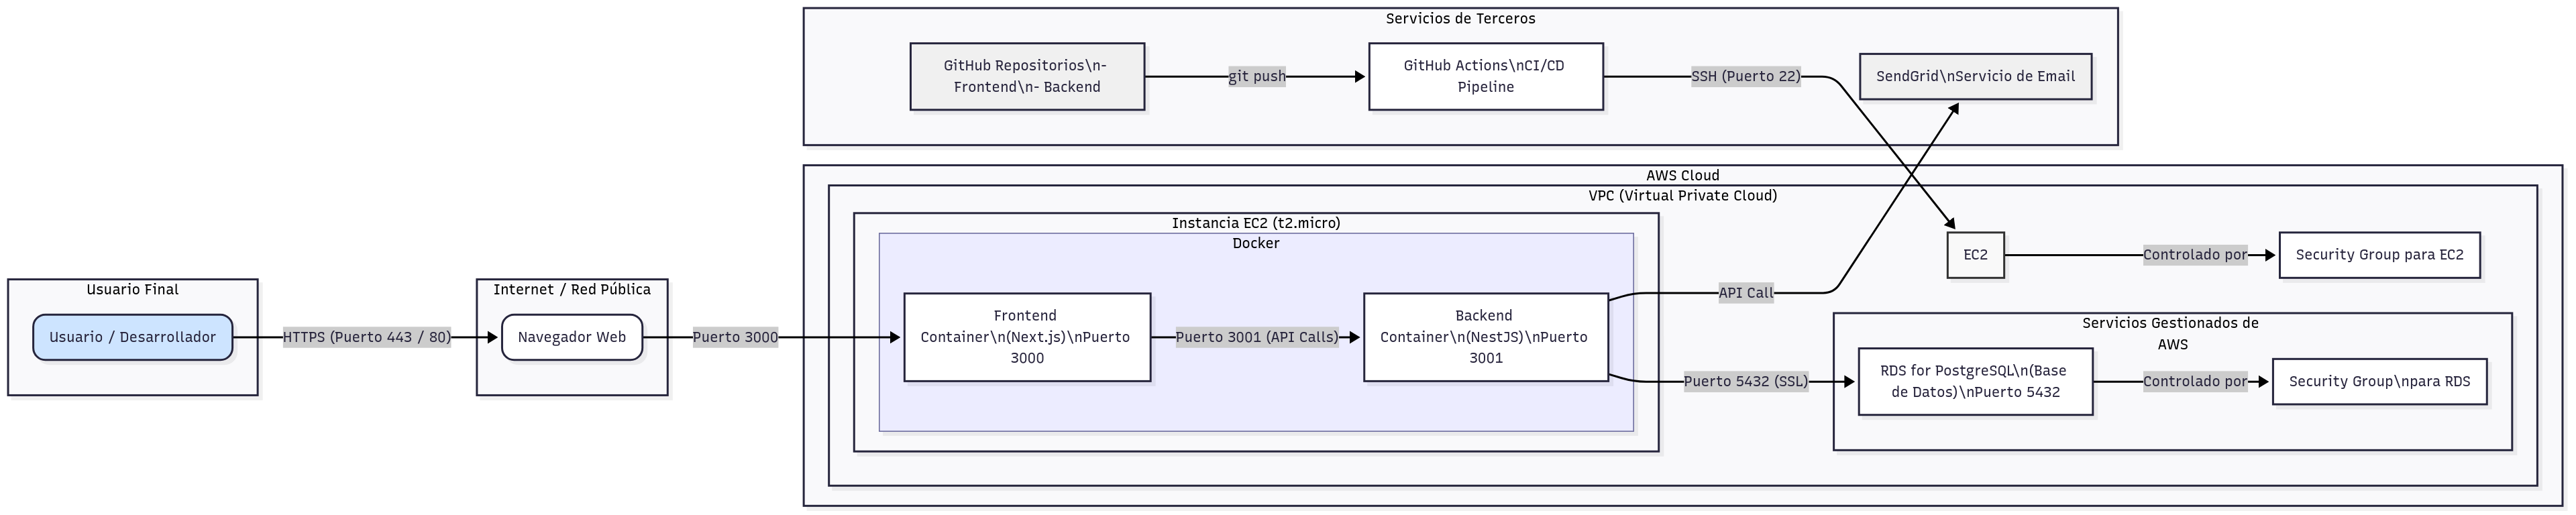 Servicios de Terceros
GitHub Repositorios\n-
Frontend\n- Backend
git push
GitHub Actions\nCI/CD
Pipeline
SSH (Puerto 22)
SendGrid\nServicio de Email
AWS Cloud
VPC (Virtual Private Cloud)
Instancia EC2 (t2.micro)
Docker
Usuario Final
Usuario / Desarrollador
HTTPS (Puerto 443 / 80)
Internet / Red Pública
Navegador Web
Puerto 3000
Frontend
Container\n(Next.js)\nPuerto
3000
Puerto 3001 (API Calls)
Backend
Container\n(NestJS)\nPuerto
3001
API Call
Puerto 5432 (SSL)
EC2
Controlado por
Security Group para EC2
Servicios Gestionados de
AWS
RDS for PostgreSQL\n(Base
de Datos)\nPuerto 5432
Controlado por
Security Group\npara RDS